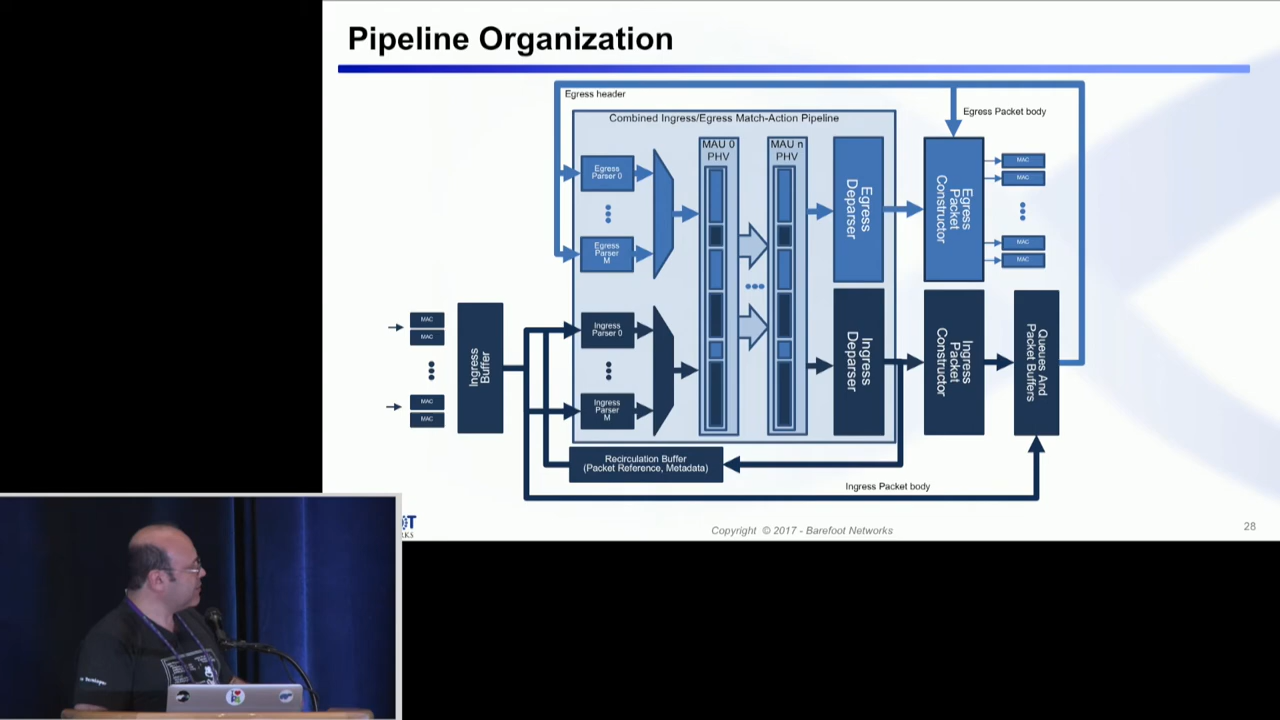 Pipeline Organization
Egress header
Egress Packet body
Combined Ingress/Egress Match-Action Pipeline
MAU 0
PHV
MAU n
PHV
Egress
Parser 0
Egress
Parser
M
Egress
Deparser
Egress
Packet
Constructor
MAC
MAC
MAC
MAC
MAC
MAC
MAC
MAC
Ingress
Buffer
Ingress
Parser 0
Ingress
Parser
M
Ingress
Deparser
Ingress
Packet
Constructor
Queues And
Packet Buffers
Recirculation Buffer
(Packet Reference, Metadata)
Ingress Packet body
Copyright © 2017 - Barefoot Networks
28